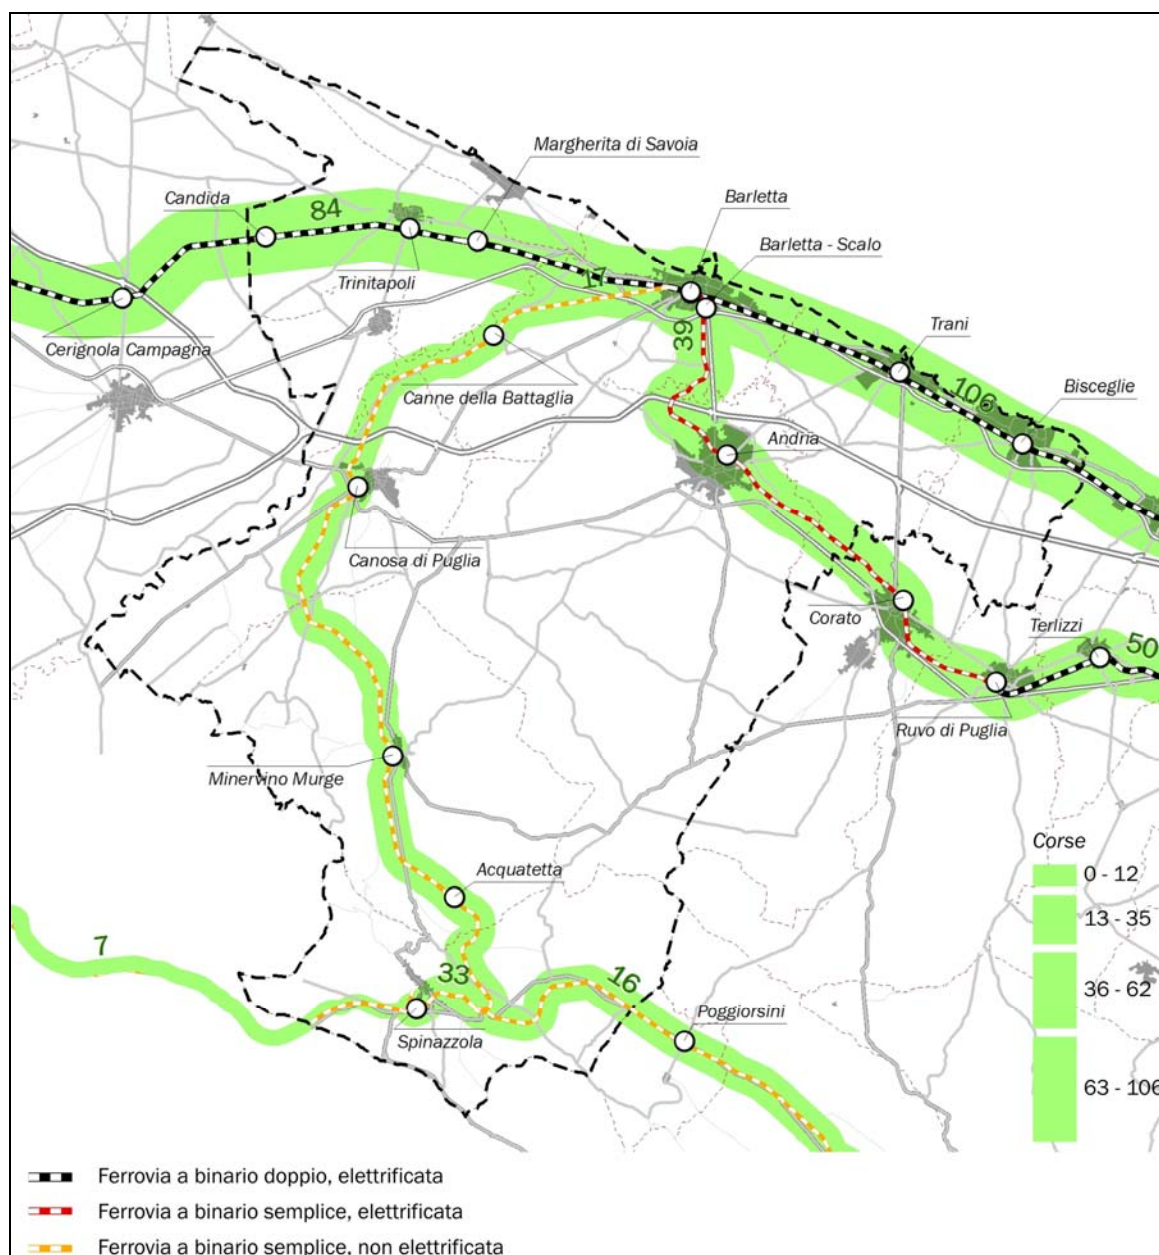 Margherita di Savoia
Candida
84
Barletta
Barletta - Scalo
Trinitapoli
17
39
Trani
Cerignola Campagna
Canne della Battaglia
106
Bisceglie
Andria
Canosa di Puglia
Corato
Terlizzi
50
Ruvo di Puglia
Minervino Murge
Corse
Acquatetta
0 - 12
13 - 35
7
33
16
36 - 62
Poggiorsini
Spinazzola
63 - 106
Ferrovia a binario doppio, elettrificata
Ferrovia a binario semplice, elettrificata
Ferrovia a binario semplice, non elettrificata